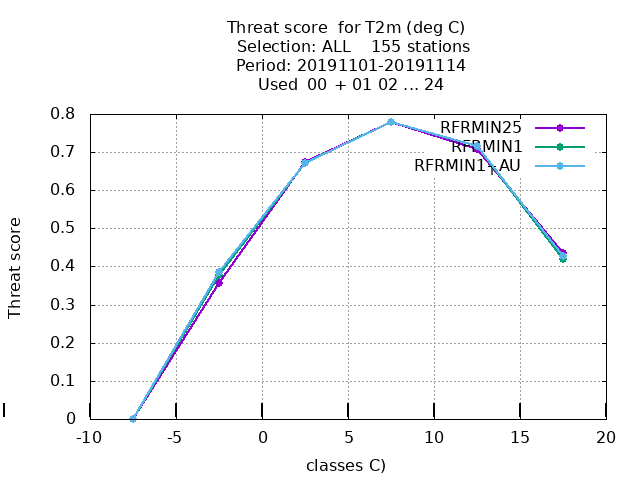 Threat score for T2m (deg C)
Selection: ALL 155 stations
Period: 20191101-20191114
Used 00 + 01 02 ... 24
0.8
0.7
0.6
0.5
0.4
0.3
0.2
0.1
0
Threat score
RFRMIN25
RFRMIN1
RFRMIN1+AU
-10
-5
0
5
10
15
20
classes C)